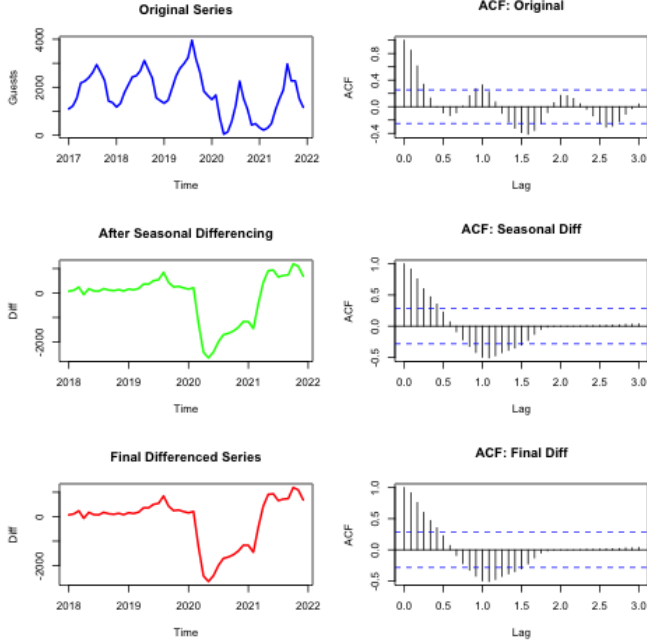 Original Series
Guests
0
2000
4000
2017 2018 2019 2020 2021 2022
Time
ACF: Original
ACF
-0.4
0.0
0.4
0.8
0.0 0.5 1.0 1.5 2.0 2.5 3.0
Lag
After Seasonal Differencing
Diff
-2000
0
2018 2019 2020 2021 2022
Time
ACF: Seasonal Diff
ACF
-0.5
0.0
0.5
1.0
0.0 0.5 1.0 1.5 2.0 2.5 3.0
Lag
Final Differenced Series
Diff
-2000
0
2018 2019 2020 2021 2022
Time
ACF: Final Diff
ACF
-0.5
0.0
0.5
1.0
0.0 0.5 1.0 1.5 2.0 2.5 3.0
Lag